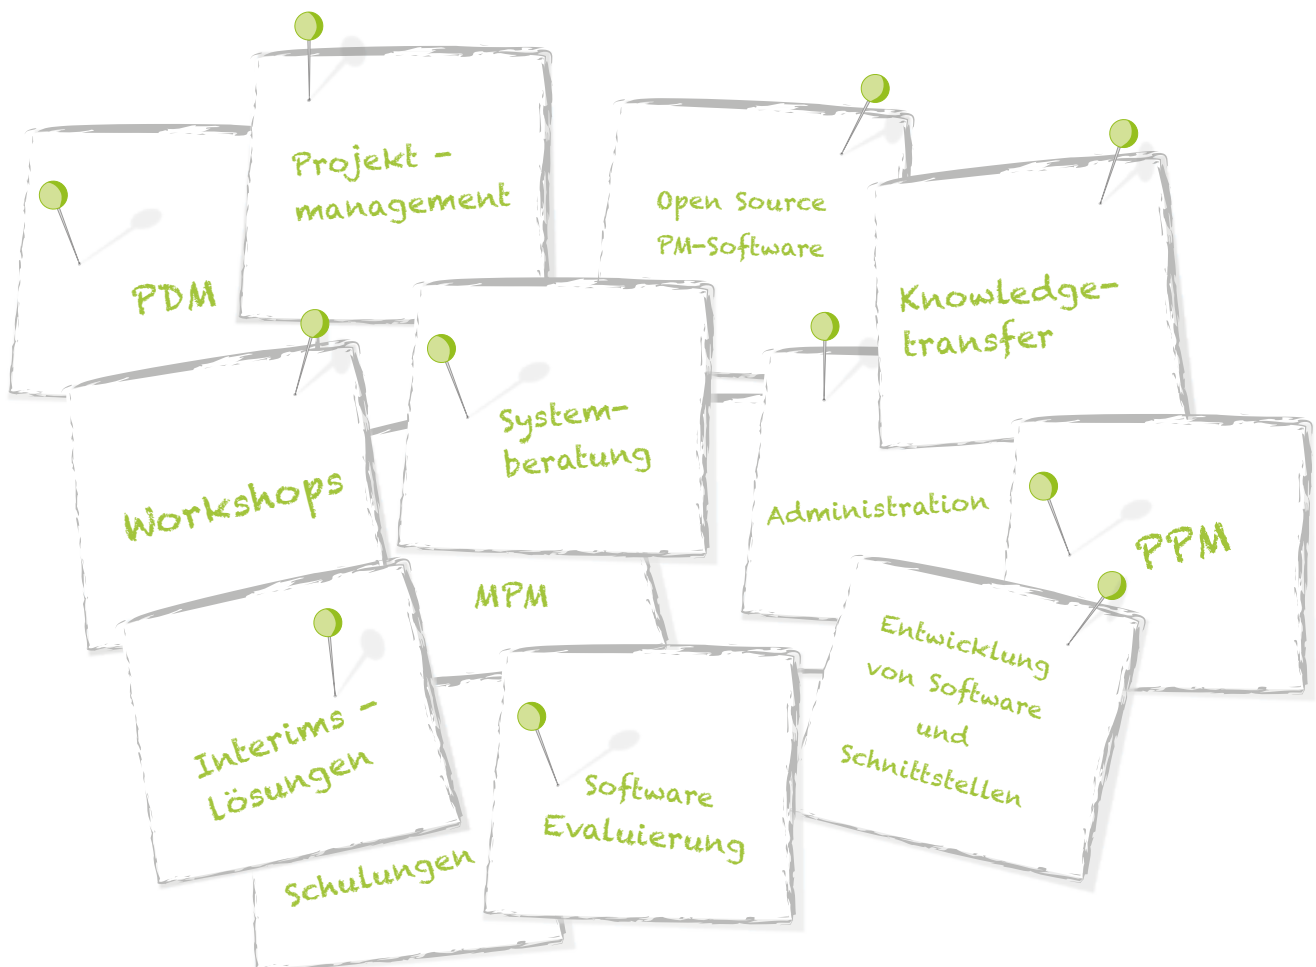 Projekt -
management
Open Source
PM-Software
PDM
Knowledge-
transfer
System-
beratung
Workshops
Administration
PPM
MPM
Entwicklung
von Software
und
Schnittstellen
Interims -
Lösungen
Software
Evaluierung
Schulungen